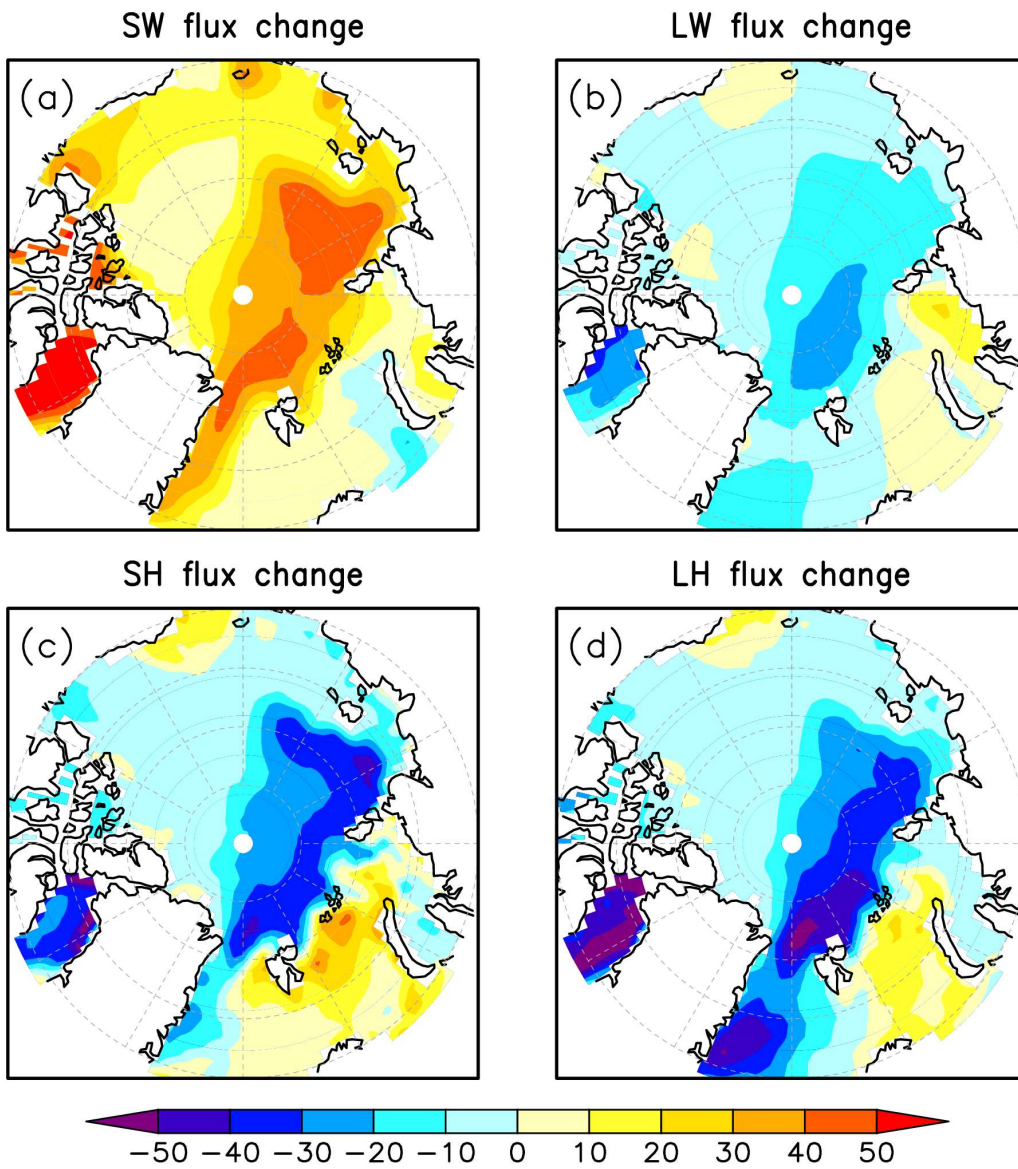 SW flux change
LW flux change
(a)
(b)
SH flux change
LH flux change
(c)
(d)
−50 −40 −30 −20 −10 0 10 20 30 40 50